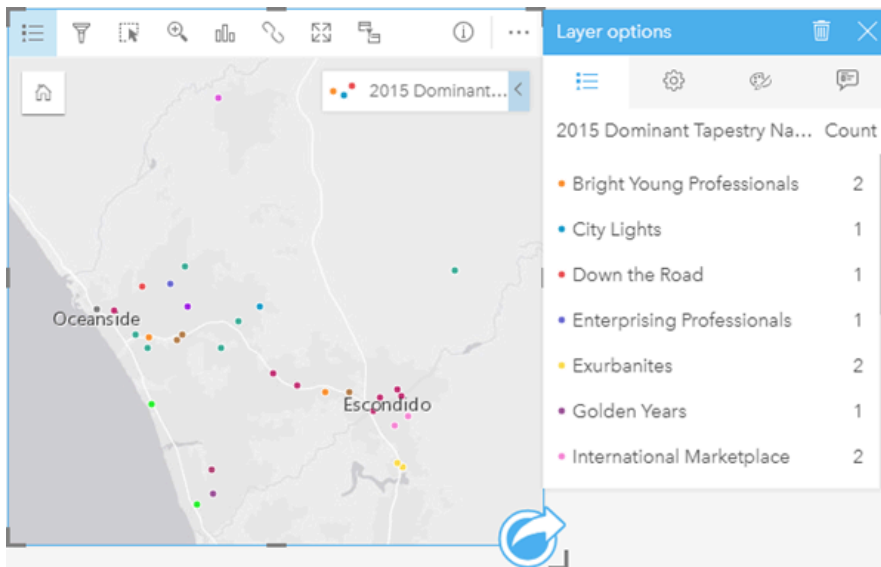 2015 Dominant...
Oceanside
Escondido
Layer options
2015 Dominant Tapestry Na... Count
Bright Young Professionals 2
City Lights 1
Down the Road 1
Enterprising Professionals 1
Exurbanites 2
Golden Years 1
International Marketplace 2